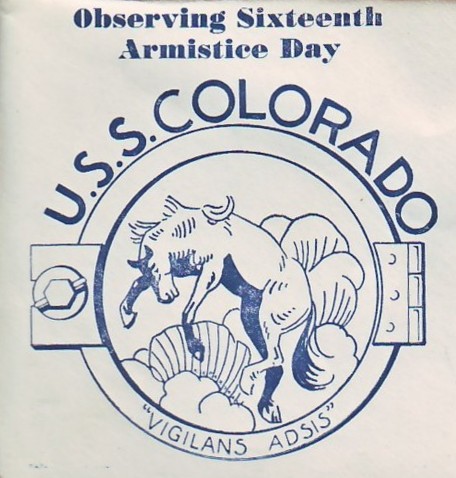 Observing Sixteenth
Armistice Day
U.S.S. COLORADO
"VIGILANS ADSIS"